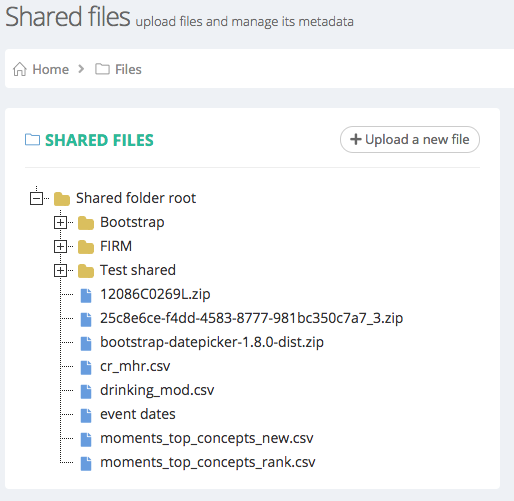 Shared files upload files and manage its metadata
Home > Files
SHARED FILES
+ Upload a new file
Shared folder root
Bootstrap
FIRM
Test shared
12086C0269L.zip
25c8e6ce-f4dd-4583-8777-981bc350c7a7_3.zip
bootstrap-datepicker-1.8.0-dist.zip
cr_mhr.csv
drinking_mod.csv
event dates
moments_top_concepts_new.csv
moments_top_concepts_rank.csv